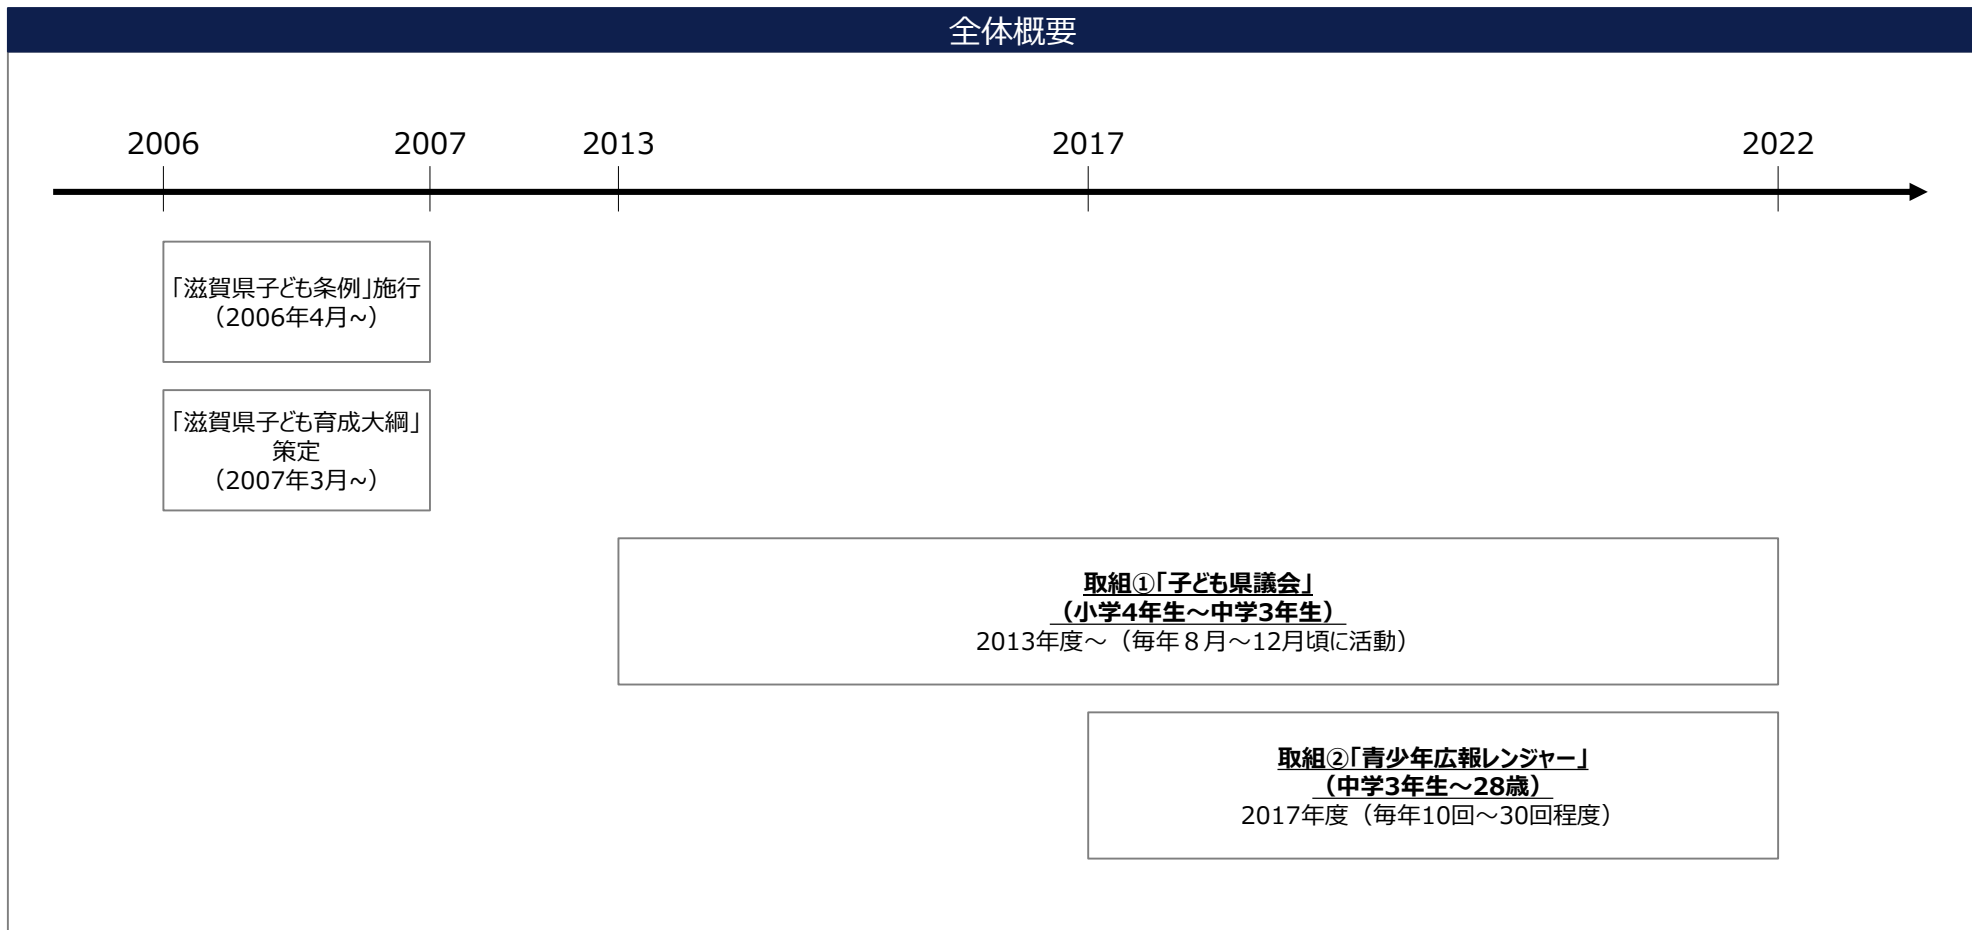 全体概要
2006
2007
2013
2017
2022
「滋賀県子ども条例」施行
（2006年4月~）
「滋賀県子ども育成大綱」
策定
（2007年3月~）
取組①「子ども県議会」
（小学4年生～中学3年生）
2013年度～（毎年８月～12月頃に活動）
取組②「青少年広報レンジャー」
（中学3年生～28歳）
2017年度（毎年10回～30回程度）